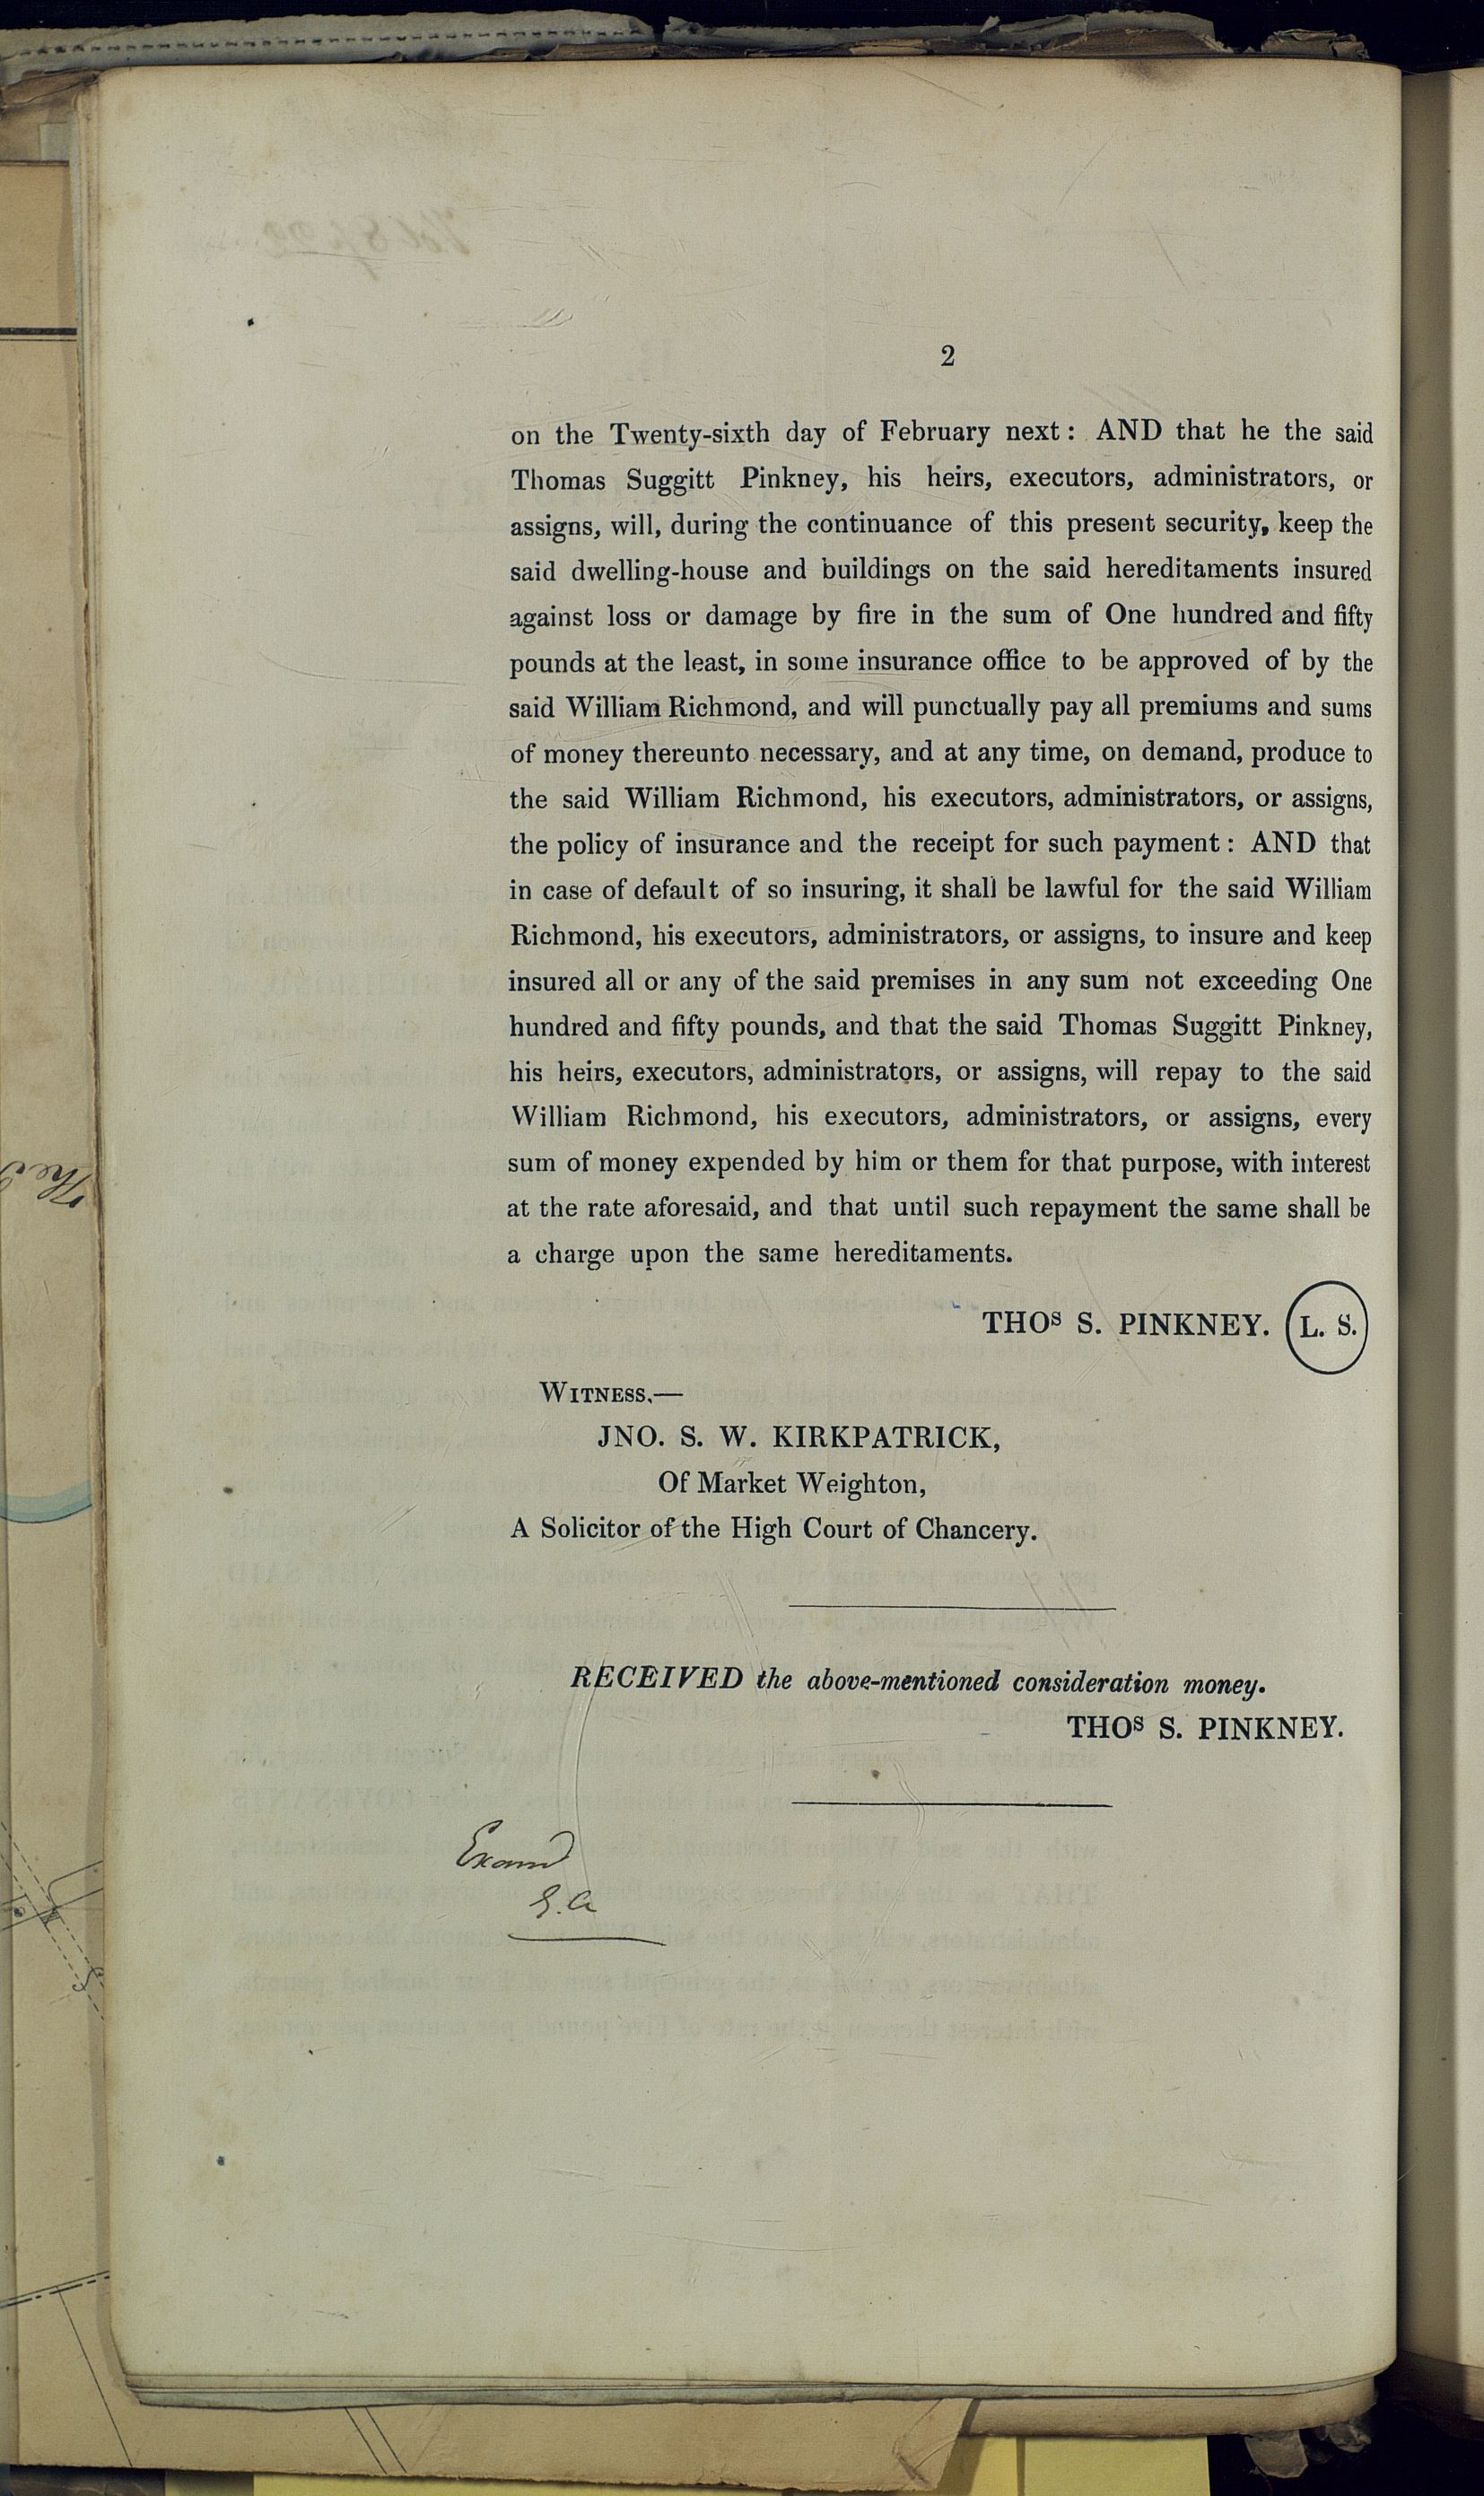 2
on the Twenty-sixth day of February next: AND that he the said
Thomas Suggitt Pinkney, his heirs, executors, administrators, or
assigns, will, during the continuance of this present security, keep the
said dwelling-house and buildings on the said hereditaments insured
against loss or damage by fire in the sum of One hundred and fifty
pounds at the least, in some insurance office to be approved of by the
said William Richmond, and will punctually pay all premiums and sums
of money thereunto necessary, and at any time, on demand, produce to
the said William Richmond, his executors, administrators, or assigns,
the policy of insurance and the receipt for such payment: AND that
in case of default of so insuring, it shall be lawful for the said William
Richmond, his executors, administrators, or assigns, to insure and keep
insured all or any of the said premises in any sum not exceeding One
hundred and fifty pounds, and that the said Thomas Suggitt Pinkney,
his heirs, executors, administrators, or assigns, will repay to the said
William Richmond, his executors, administrators, or assigns, every
sum of money expended by him or them for that purpose, with interest
at the rate aforesaid, and that until such repayment the same shall be
a charge upon the same hereditaments.
THOS S. PINKNEY. L. S.
WITNESS,—
JNO. S. W. KIRKPATRICK,
Of Market Weighton,
A Solicitor of the High Court of Chancery.
RECEIVED the above-mentioned consideration money.
THOS S. PINKNEY.
Examd
The